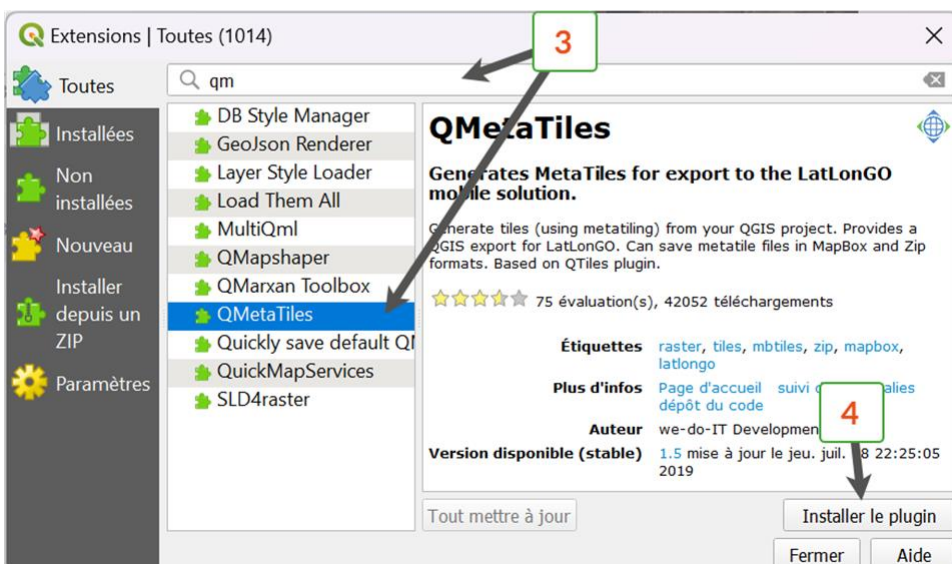 Extensions | Toutes (1014)
3
Toutes
Installées
Non
installées
Nouveau
Installer
depuis un
ZIP
Paramètres
qm
DB Style Manager
GeoJson Renderer
Layer Style Loader
Load Them All
MultiQml
QMapshaper
QMarxan Toolbox
QMetaTiles
Quickly save default
QuickMapServices
SLD4raster
QMetaTiles
Generates MetaTiles for export to the LatLonGO
mobile solution.
Generate tiles (using metatiling) from your QGIS project. Provides a
QGIS export for LatLonGO. Can save metatile files in MapBox and Zip
formats. Based on QTiles plugin.
75 évaluation(s), 42052 téléchargements
Étiquettes raster, tiles, mbtiles, zip, mapbox,
latlongo
Plus d'infos Page d'accueil suivi
dépôt du code
4
Auteur we-do-IT
Version disponible (stable) 1.5 mise à jour le jeu. juil. 22:25:05
2019
Tout mettre à jour
Installer le plugin
Fermer
Aide